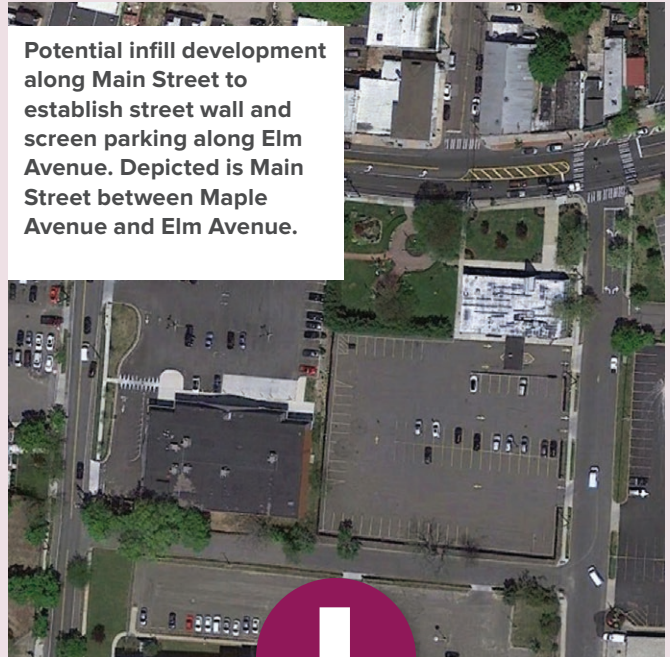 Potential infill development
along Main Street to
establish street wall and
screen parking along Elm
Avenue. Depicted is Main
Street between Maple
Avenue and Elm Avenue.